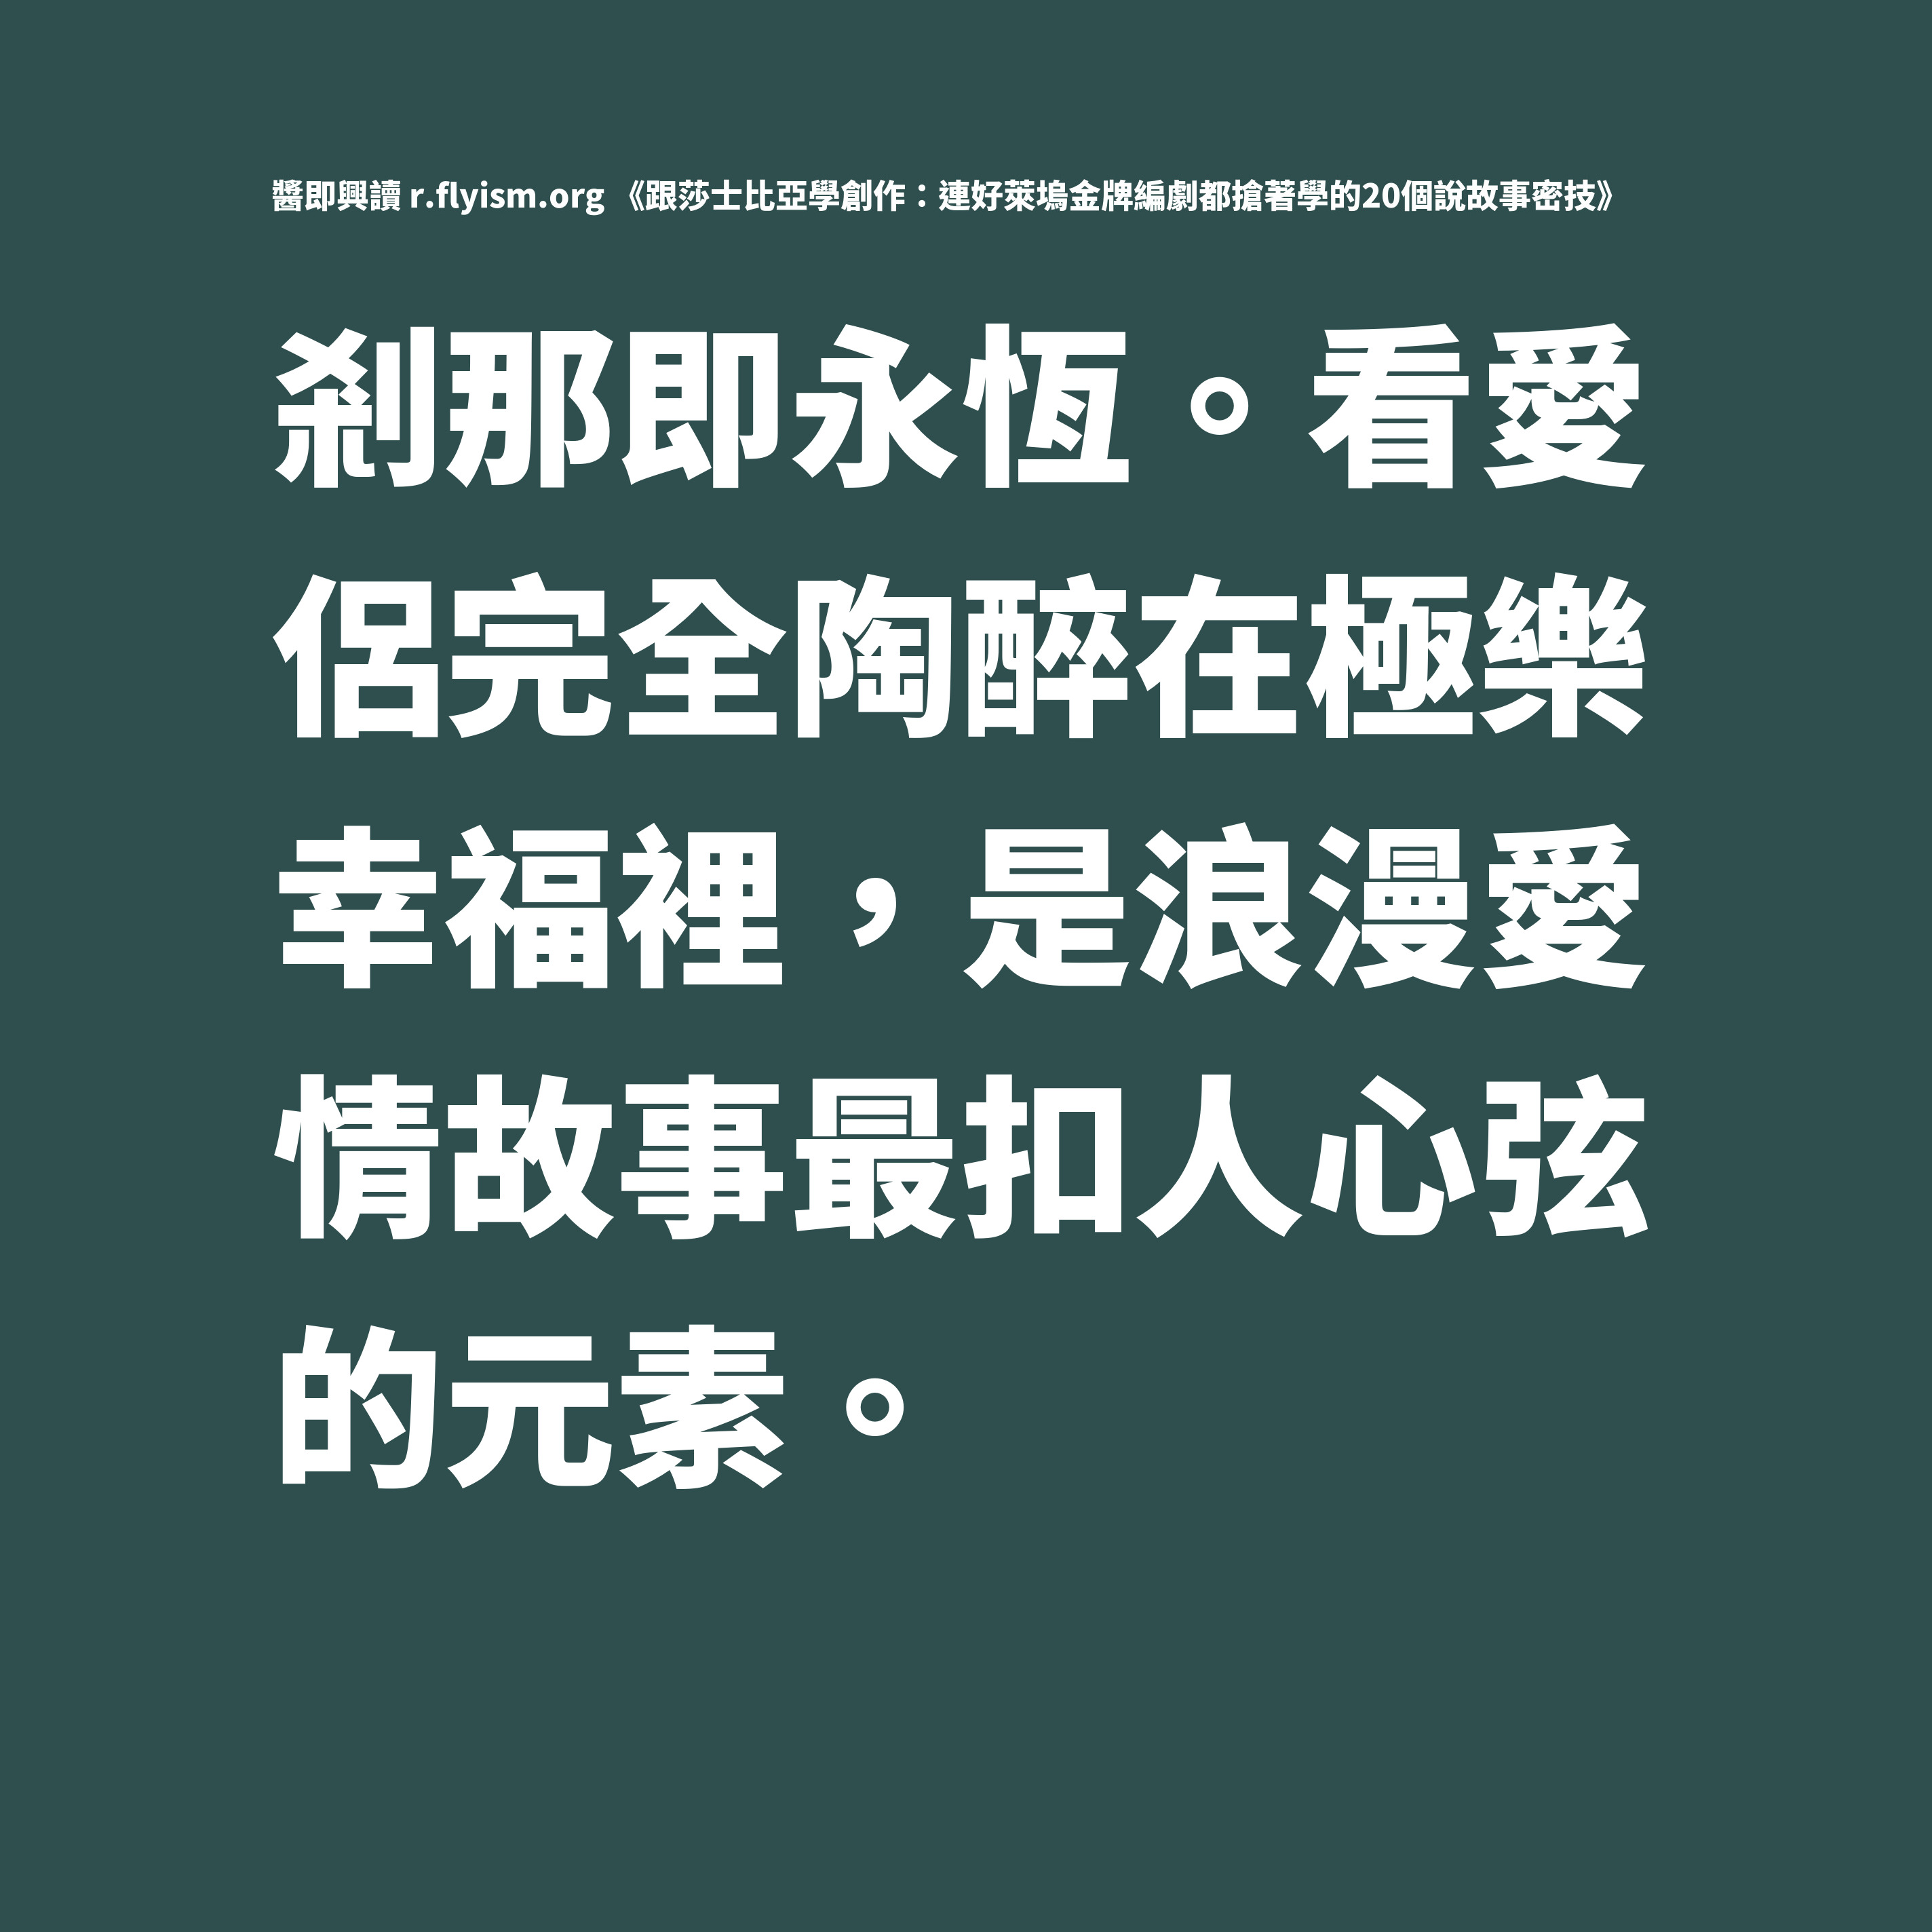 醬即興讀 r.flyism.org《跟莎士比亞學創作：連好萊塢金牌編劇都搶著學的20個說故事密技》
剎那即永恆。看愛
侶完全陶醉在極樂
幸福裡，是浪漫愛
情故事最扣人心弦
的元素。